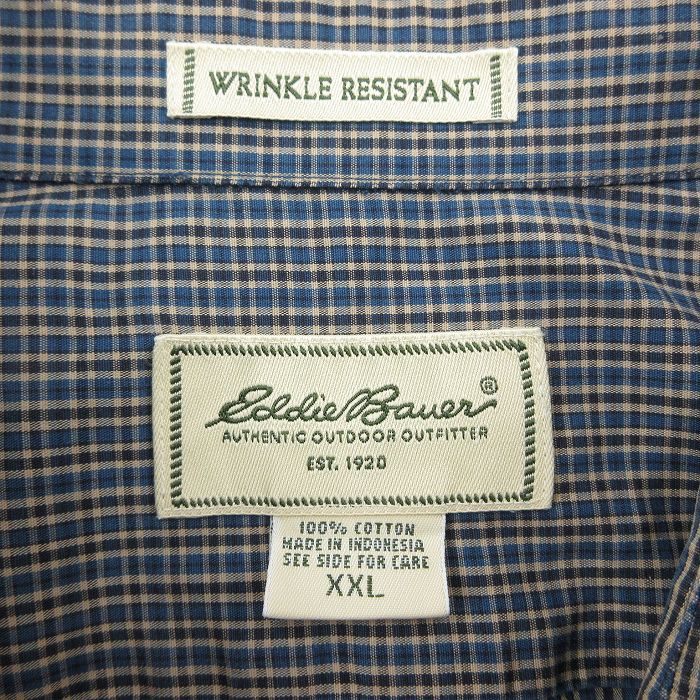 WRINKLE RESISTANT
Eddie Bauer®
AUTHENTIC OUTDOOR OUTFITTER
EST. 1920
100% COTTON
MADE IN INDONESIA
SEE SIDE FOR CARE
XXL